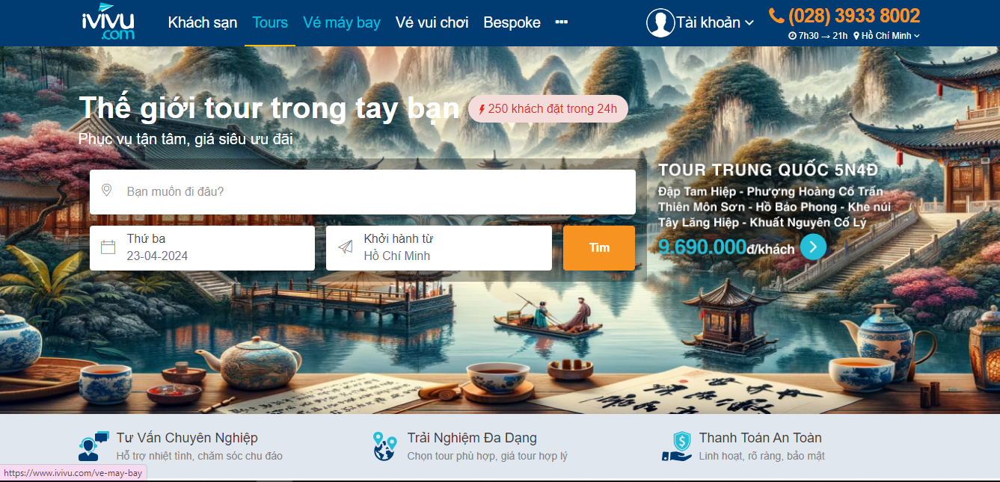 iVIVU
.com
Khách sạn
Tours
Vé máy bay
Vé vui chơi
Bespoke
Tài khoản
(028) 3933 8002
7h30 → 21h
Hồ Chí Minh
Thế giới tour trong tay bạn
250 khách đặt trong 24h
Phục vụ tận tâm, giá siêu ưu đãi
Bạn muốn đi đâu?
Thứ ba
23-04-2024
Khởi hành từ
Hồ Chí Minh
Tìm
TOUR TRUNG QUỐC 5N4Đ
Đập Tam Hiệp - Phượng Hoàng Cổ Trấn
Thiên Môn Sơn - Hồ Bảo Phong - Khe núi
Tây Lăng Hiệp - Khuất Nguyên Cố Lý
9.690.000đ/khách
Tư Vấn Chuyên Nghiệp
Hỗ trợ nhiệt tình, chăm sóc chu đáo
Trải Nghiệm Đa Dạng
Chọn tour phù hợp, giá tour hợp lý
Thanh Toán An Toàn
Linh hoạt, rõ ràng, bảo mật
https://www.ivivu.com/ve-may-bay